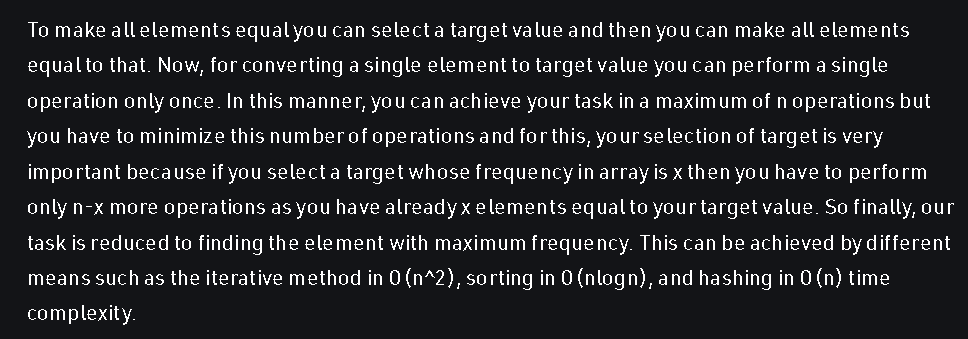 To make all elements equal you can select a target value and then you can make all elements
equal to that. Now, for converting a single element to target value you can perform a single
operation only once. In this manner, you can achieve your task in a maximum of n operations but
you have to minimize this number of operations and for this, your selection of target is very
important because if you select a target whose frequency in array is x then you have to perform
only n-x more operations as you have already x elements equal to your target value. So finally, our
task is reduced to finding the element with maximum frequency. This can be achieved by different
means such as the iterative method in O(n^2), sorting in O(nlogn), and hashing in O(n) time
complexity.